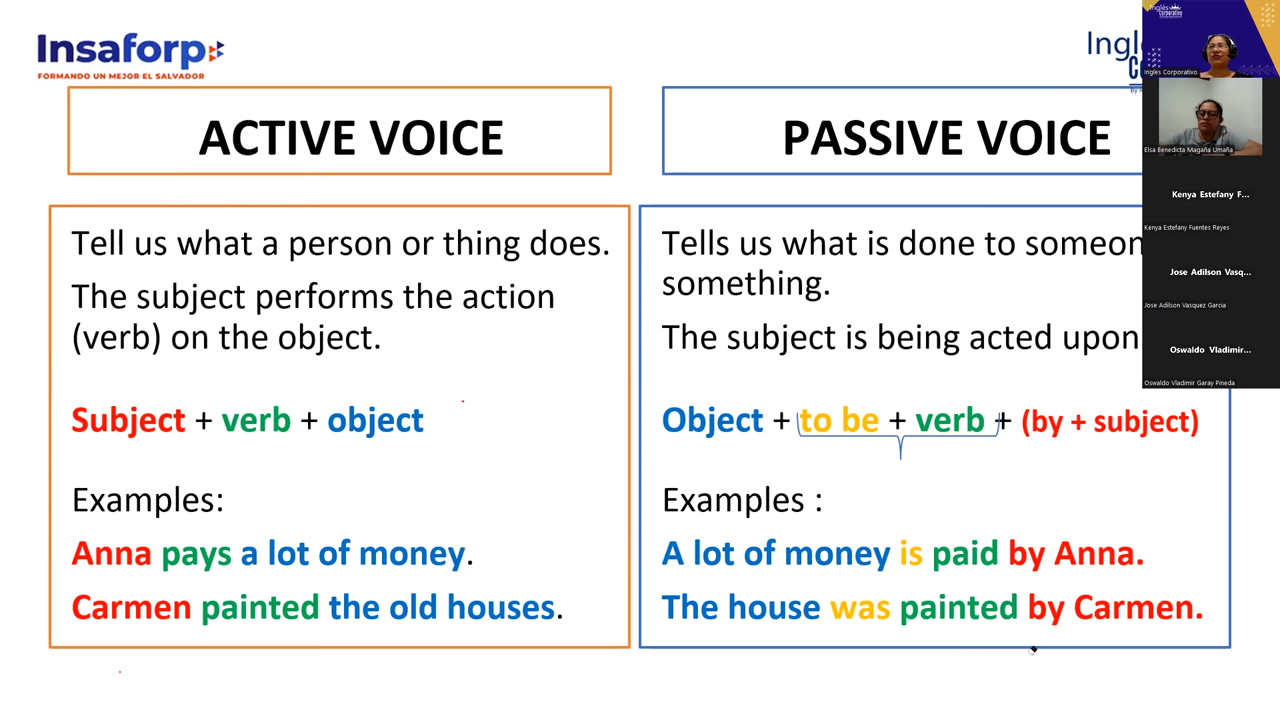 Insaforp
FORMANDO UN MEJOR EL SALVADOR
ACTIVE VOICE
Tell us what a person or thing does.
The subject performs the action
(verb) on the object.
Subject + verb + object
Examples:
Anna pays a lot of money.
Carmen painted the old houses.
PASSIVE VOICE
Tells us what is done to someon
something.
The subject is being acted upon
Object + to be + verb + (by + subject)
Examples :
A lot of money is paid by Anna.
The house was painted by Carmen.
Ingl
Inglés
Corporativo
Ingles Corporativo
Elsa Benedicta Magaña Umaña
Kenya Estefany F...
Kenya Estefany Fuentes Reyes
Jose Adilson Vasq...
Jose Adilson Vasquez Garcia
Oswaldo Vladimir...
Oswaldo Vladimir Garay Pineda